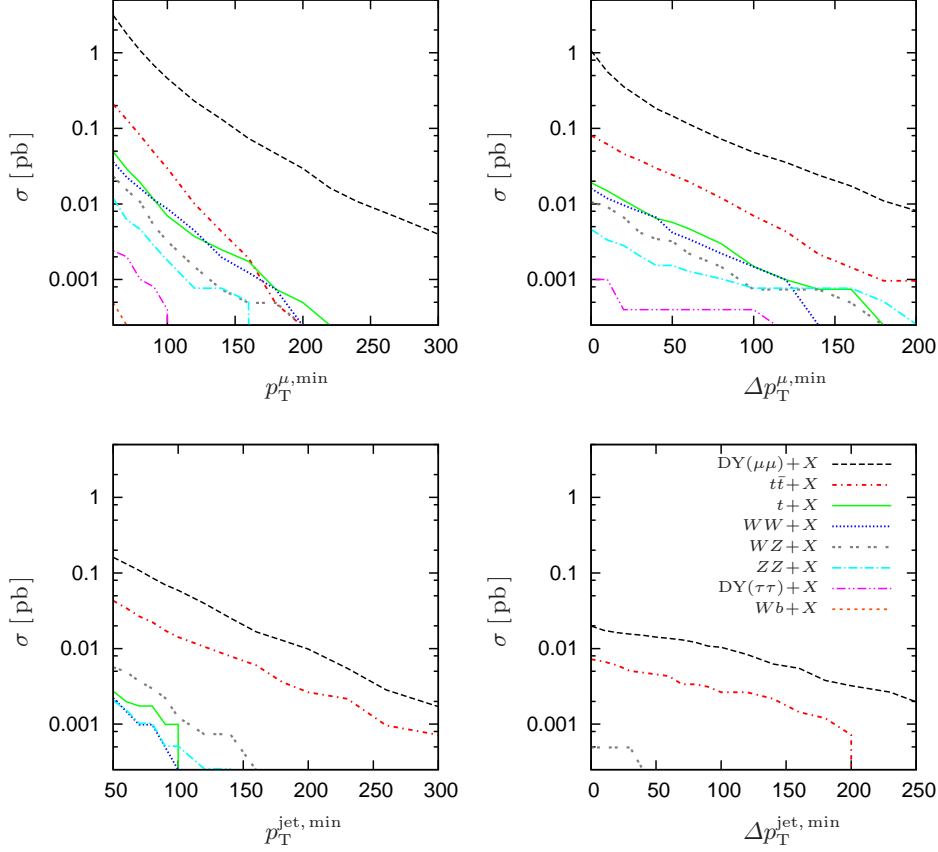 1
0.1
0.01
0.001
σ [ pb]
100 150 200 250 300
p_T^{μ,min}
1
0.1
0.01
0.001
σ [ pb]
0 50 100 150 200
Δp_T^{μ,min}
1
0.1
0.01
0.001
σ [ pb]
50 100 150 200 250 300
p_T^{jet, min}
1
0.1
0.01
0.001
σ [ pb]
0 50 100 150 200 250
Δp_T^{jet,min}
DY(μμ)+X
tt̄+X
t+X
WW+X
WZ+X
ZZ+X
DY(ττ)+X
Wb+X